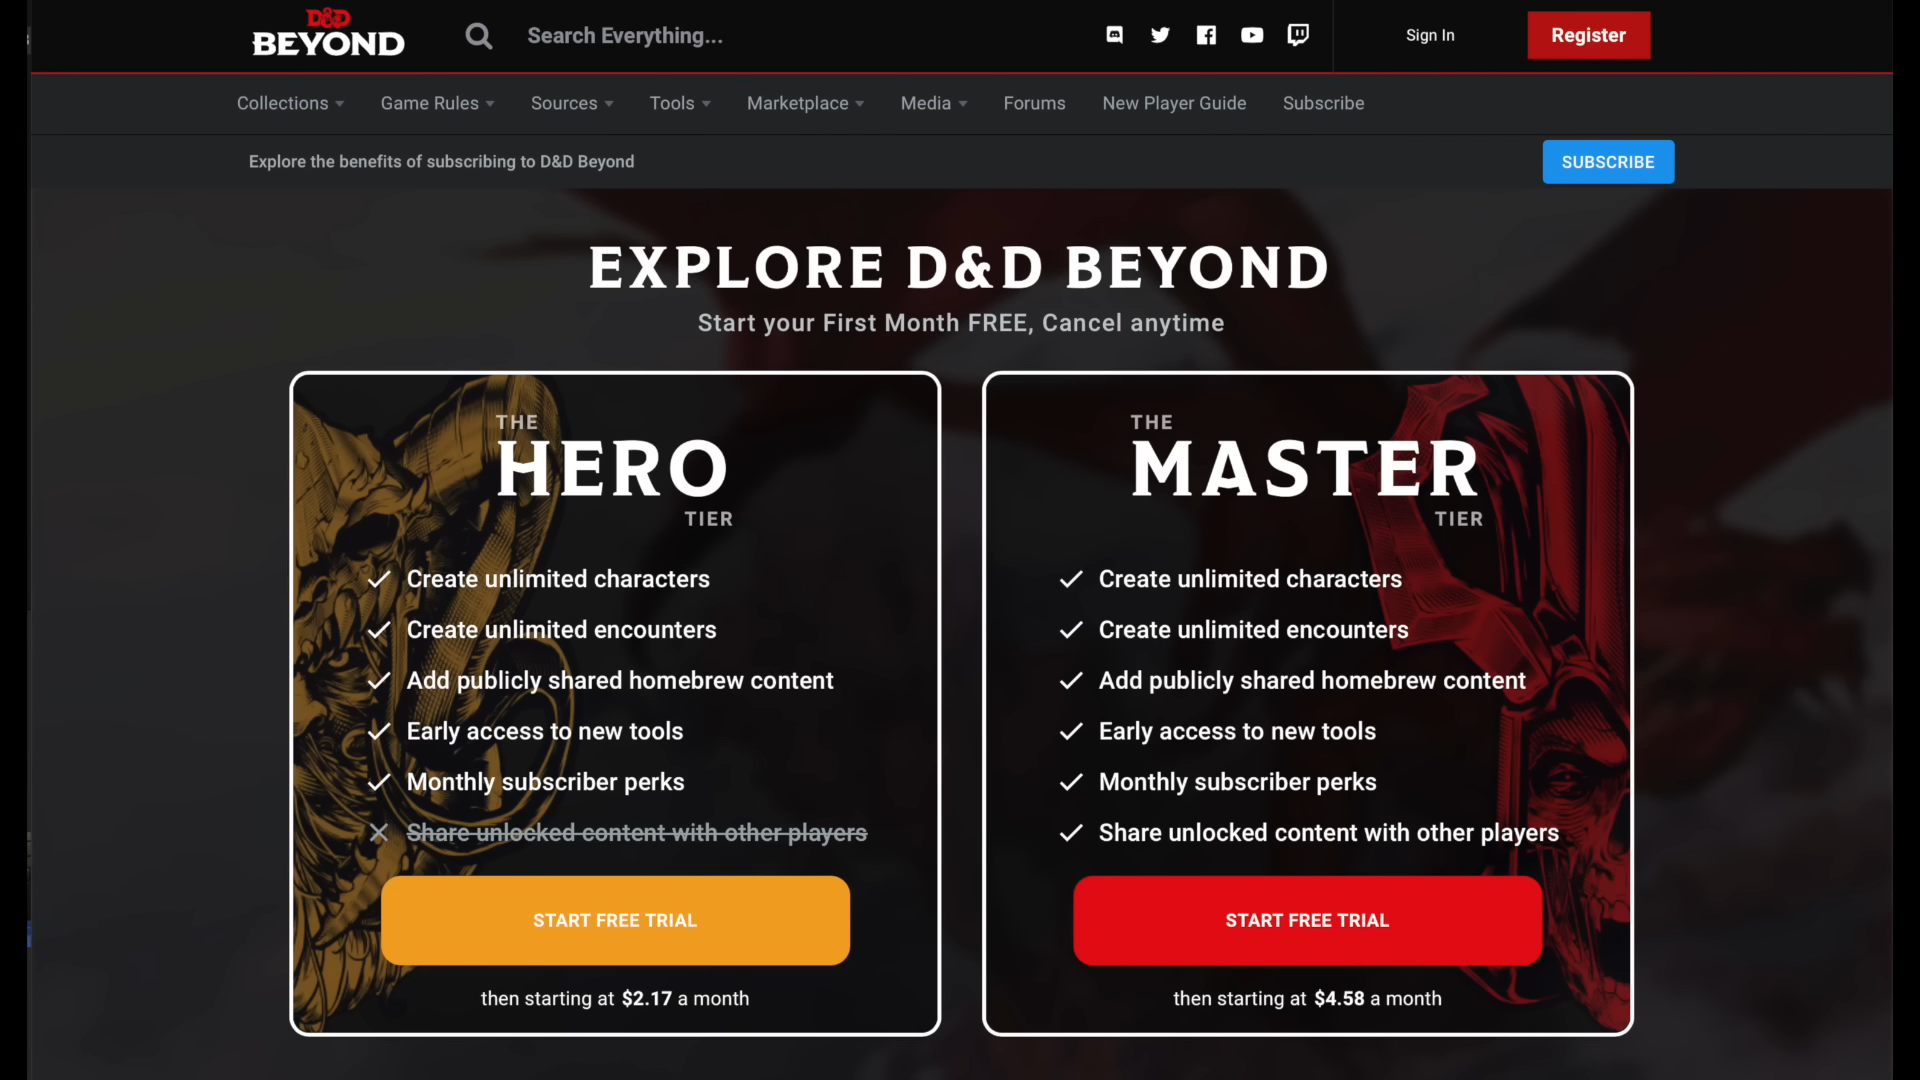 D&D
BEYOND
Search Everything...
Sign In
Register
Collections
Game Rules
Sources
Tools
Marketplace
Media
Forums
New Player Guide
Subscribe
Explore the benefits of subscribing to D&D Beyond
SUBSCRIBE
EXPLORE D&D BEYOND
Start your First Month FREE, Cancel anytime
THE
HERO
TIER
Create unlimited characters
Create unlimited encounters
Add publicly shared homebrew content
Early access to new tools
Monthly subscriber perks
Share unlocked content with other players
START FREE TRIAL
then starting at $2.17 a month
THE
MASTER
TIER
Create unlimited characters
Create unlimited encounters
Add publicly shared homebrew content
Early access to new tools
Monthly subscriber perks
Share unlocked content with other players
START FREE TRIAL
then starting at $4.58 a month